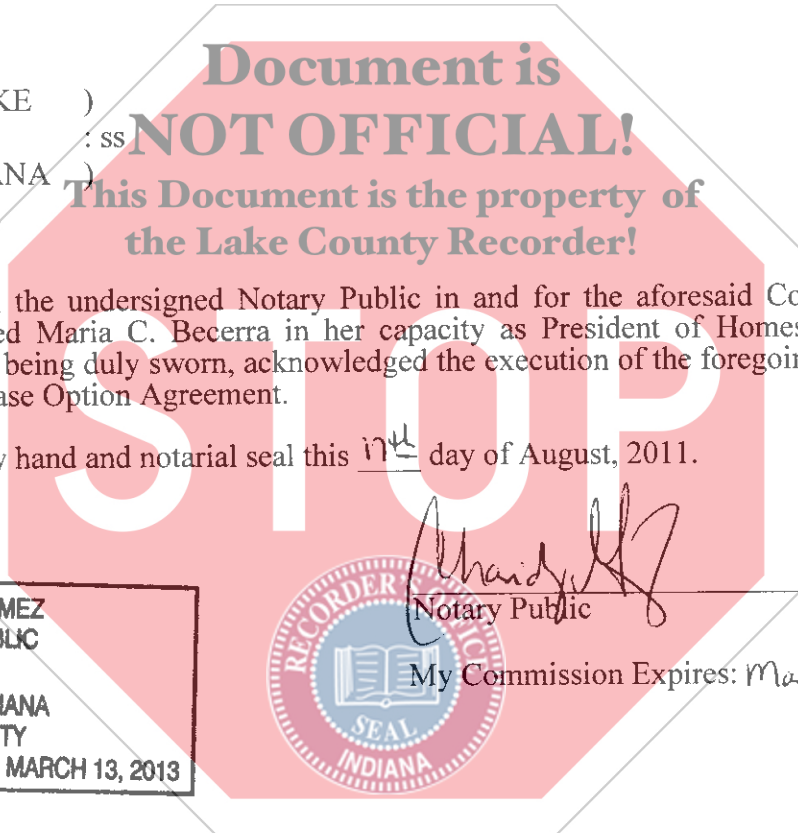 Document is
KE )
: ss NOT OFFICIAL!
ANA )
This Document is the property of
the Lake County Recorder!
the undersigned Notary Public in and for the aforesaid Co
ed Maria C. Becerra in her capacity as President of Homes
being duly sworn, acknowledged the execution of the foregoin
ase Option Agreement.
STOP
hand and notarial seal this 17th day of August, 2011.
Notary Public
My Commission Expires: Ma
MEZ
BLIC
IANA
TY
MARCH 13, 2013
RECORDER'S OFFICE
SEAL
INDIANA